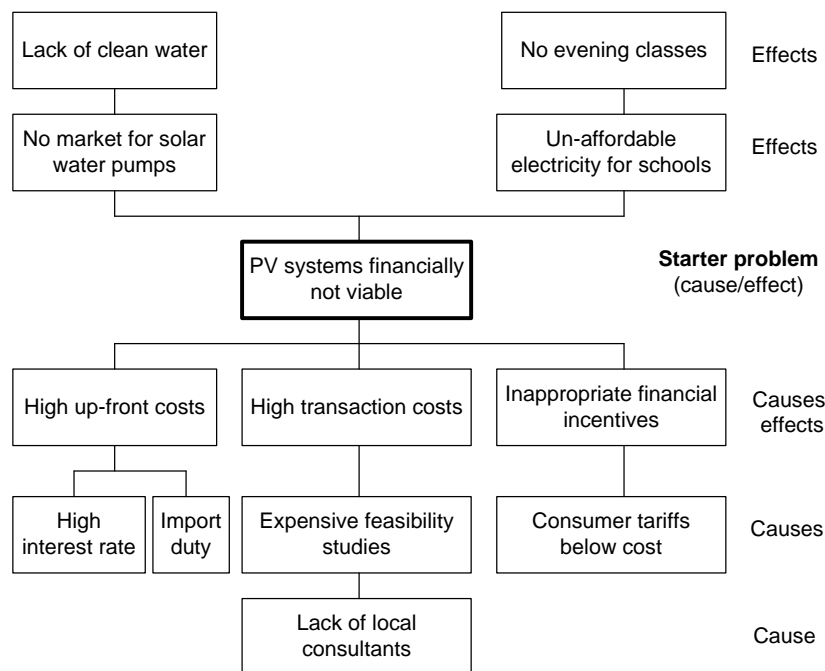 Lack of clean water
No evening classes
Effects
No market for solar
water pumps
Un-affordable
electricity for schools
Effects
PV systems financially
not viable
Starter problem
(cause/effect)
High up-front costs
High transaction costs
Inappropriate financial
incentives
Causes
effects
High
interest rate
Import
duty
Expensive feasibility
studies
Consumer tariffs
below cost
Causes
Lack of local
consultants
Cause